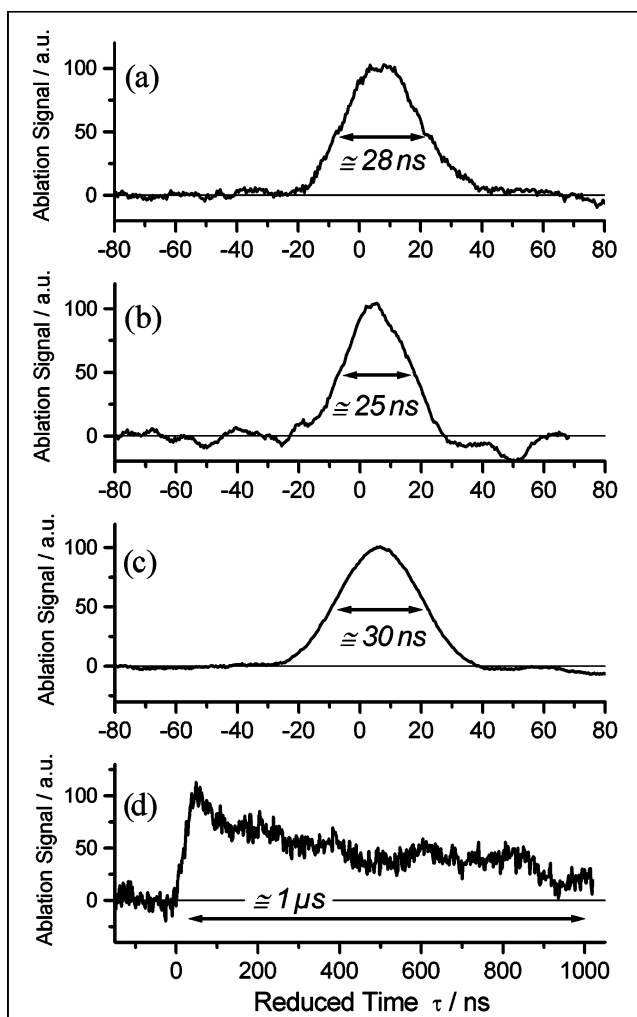 Ablation Signal / a.u.
100
50
0
(a)
≅ 28 ns
-80 -60 -40 -20 0 20 40 60 80
Ablation Signal / a.u.
100
50
0
(b)
≅ 25 ns
-80 -60 -40 -20 0 20 40 60 80
Ablation Signal / a.u.
100
50
0
(c)
≅ 30 ns
-80 -60 -40 -20 0 20 40 60 80
Ablation Signal / a.u.
100
50
0
(d)
≅ 1 μs
0 200 400 600 800 1000
Reduced Time τ / ns